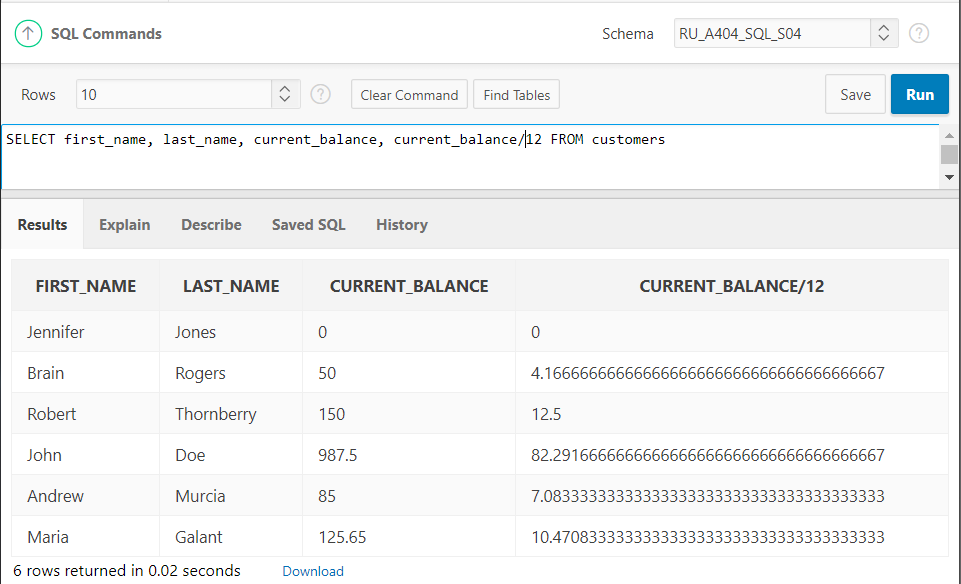 SQL Commands Schema RU_A404_SQL_S04 ?
Rows 10 ? Clear Command Find Tables Save Run
SELECT first_name, last_name, current_balance, current_balance/12 FROM customers
Results Explain Describe Saved SQL History
FIRST_NAME LAST_NAME CURRENT_BALANCE CURRENT_BALANCE/12
Jennifer Jones 0 0
Brain Rogers 50 4.16666666666666666666666666666666666667
Robert Thornberry 150 12.5
John Doe 987.5 82.29166666666666666666666666666666666667
Andrew Murcia 85 7.08333333333333333333333333333333333333
Maria Galant 125.65 10.47083333333333333333333333333333333333
6 rows returned in 0.02 seconds Download